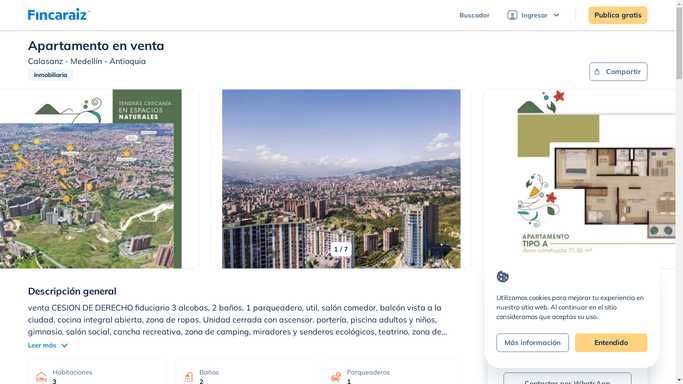 Fincaraiz
Buscador
Ingresar
Publica gratis
Apartamento en venta
Calasanz - Medellín - Antioquia
Inmobiliaria
Compartir
TENDRÁS CERCANÍA
EN ESPACIOS
NATURALES
1 / 7
APARTAMENTO
TIPO A
Descripción general
venta CESION DE DERECHO fiduciario 3 alcobas, 2 baños, 1 parqueadero, util, salón comedor, balcón vista a la
ciudad, cocina integral abierta, zona de ropas. Unidad cerrada con ascensor, portería, piscina adultos y niños,
gimnasio, salón social, cancha recreativa, zona de camping, miradores y senderos ecológicos, teatrino, zona de...
Leer más
Habitaciones
3
Baños
2
Parqueaderos
1
Utilizamos cookies para mejorar tu experiencia en
nuestro sitio web. Al continuar en el sitio
consideramos que aceptas su uso.
Más información
Entendido
Contactar por WhatsApp